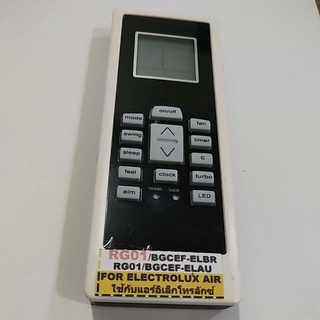 on/off
mode
fan
swing
timer
sleep
c
feel
clock
turbo
aim
reset
lock
LED
RG01/BGCEF-ELBR
RG01/BGCEF-ELAU
FOR ELECTROLUX AIR
ใช้กับแอร์อิเล็กโทรลักซ์